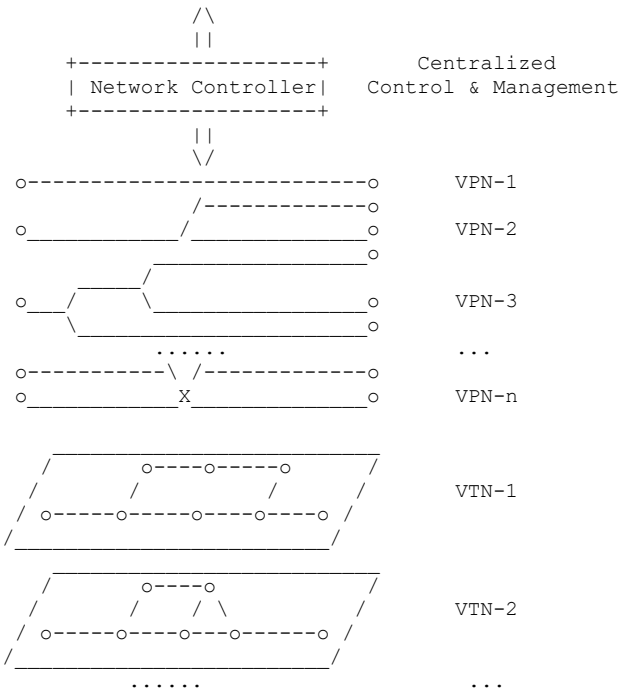 Centralized
Network Controller Control & Management
VPN-1
VPN-2
VPN-3
...... ...
X VPN-n
VTN-1
VTN-2
...... ...